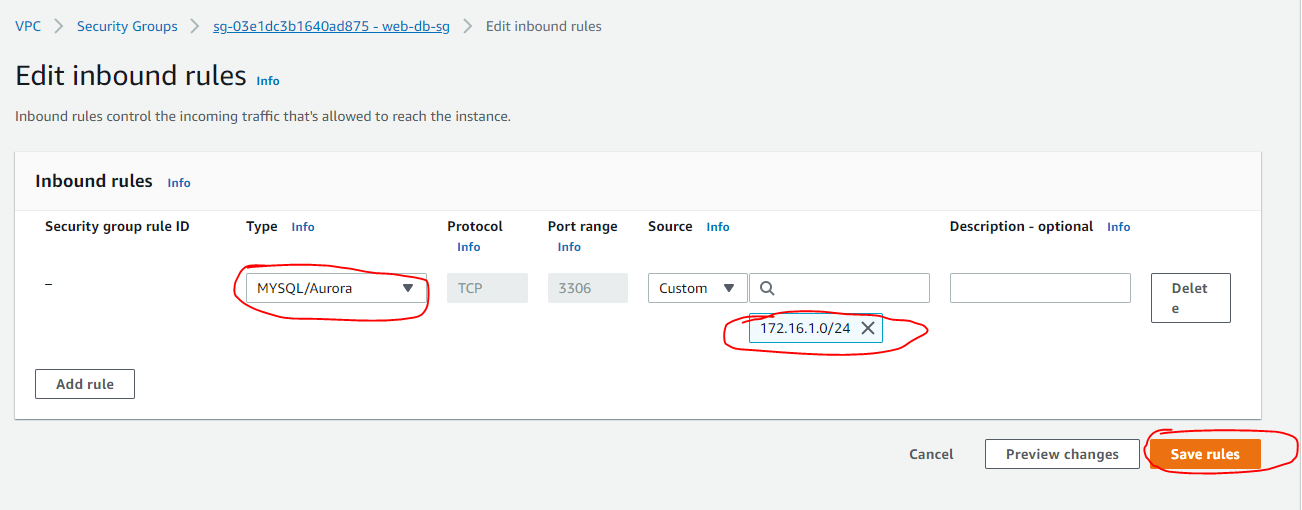 VPC > Security Groups > sg-03e1dc3b1640ad875 - web-db-sg > Edit inbound rules
Edit inbound rules Info
Inbound rules control the incoming traffic that's allowed to reach the instance.
Inbound rules Info
Security group rule ID Type Info Protocol Info Port range Info Source Info Description - optional Info
– MYSQL/Aurora TCP 3306 Custom Delete
172.16.1.0/24
Add rule
Cancel Preview changes Save rules